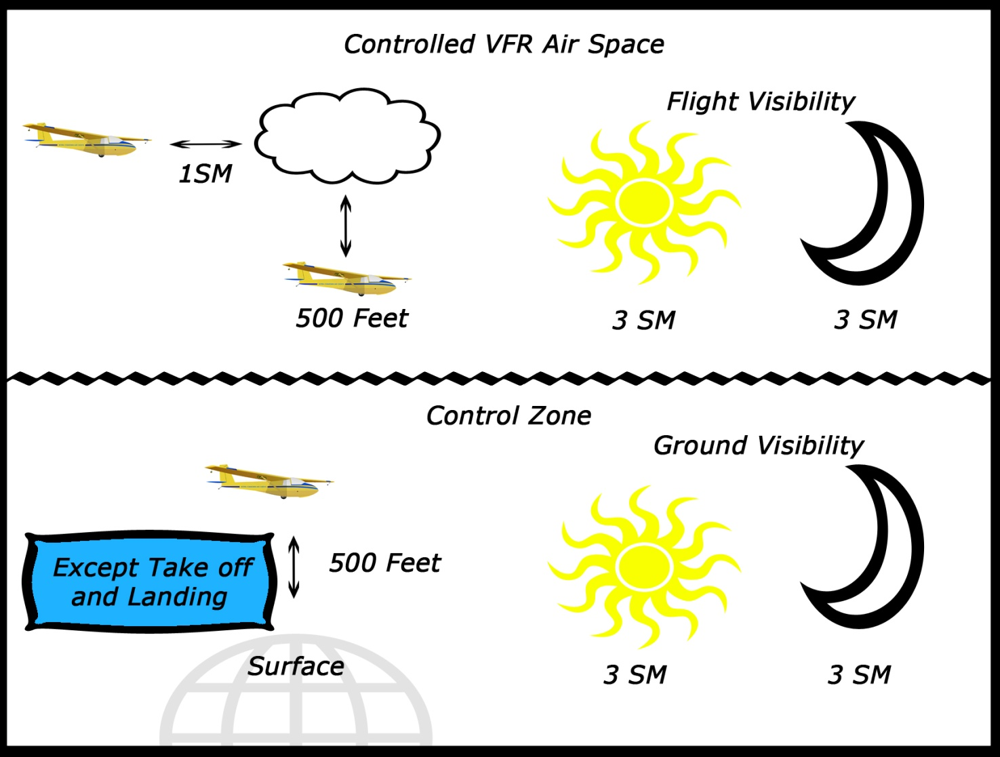 Controlled VFR Air Space
Flight Visibility
1SM
500 Feet
3 SM
3 SM
Control Zone
Ground Visibility
Except Take off
and Landing
500 Feet
Surface
3 SM
3 SM